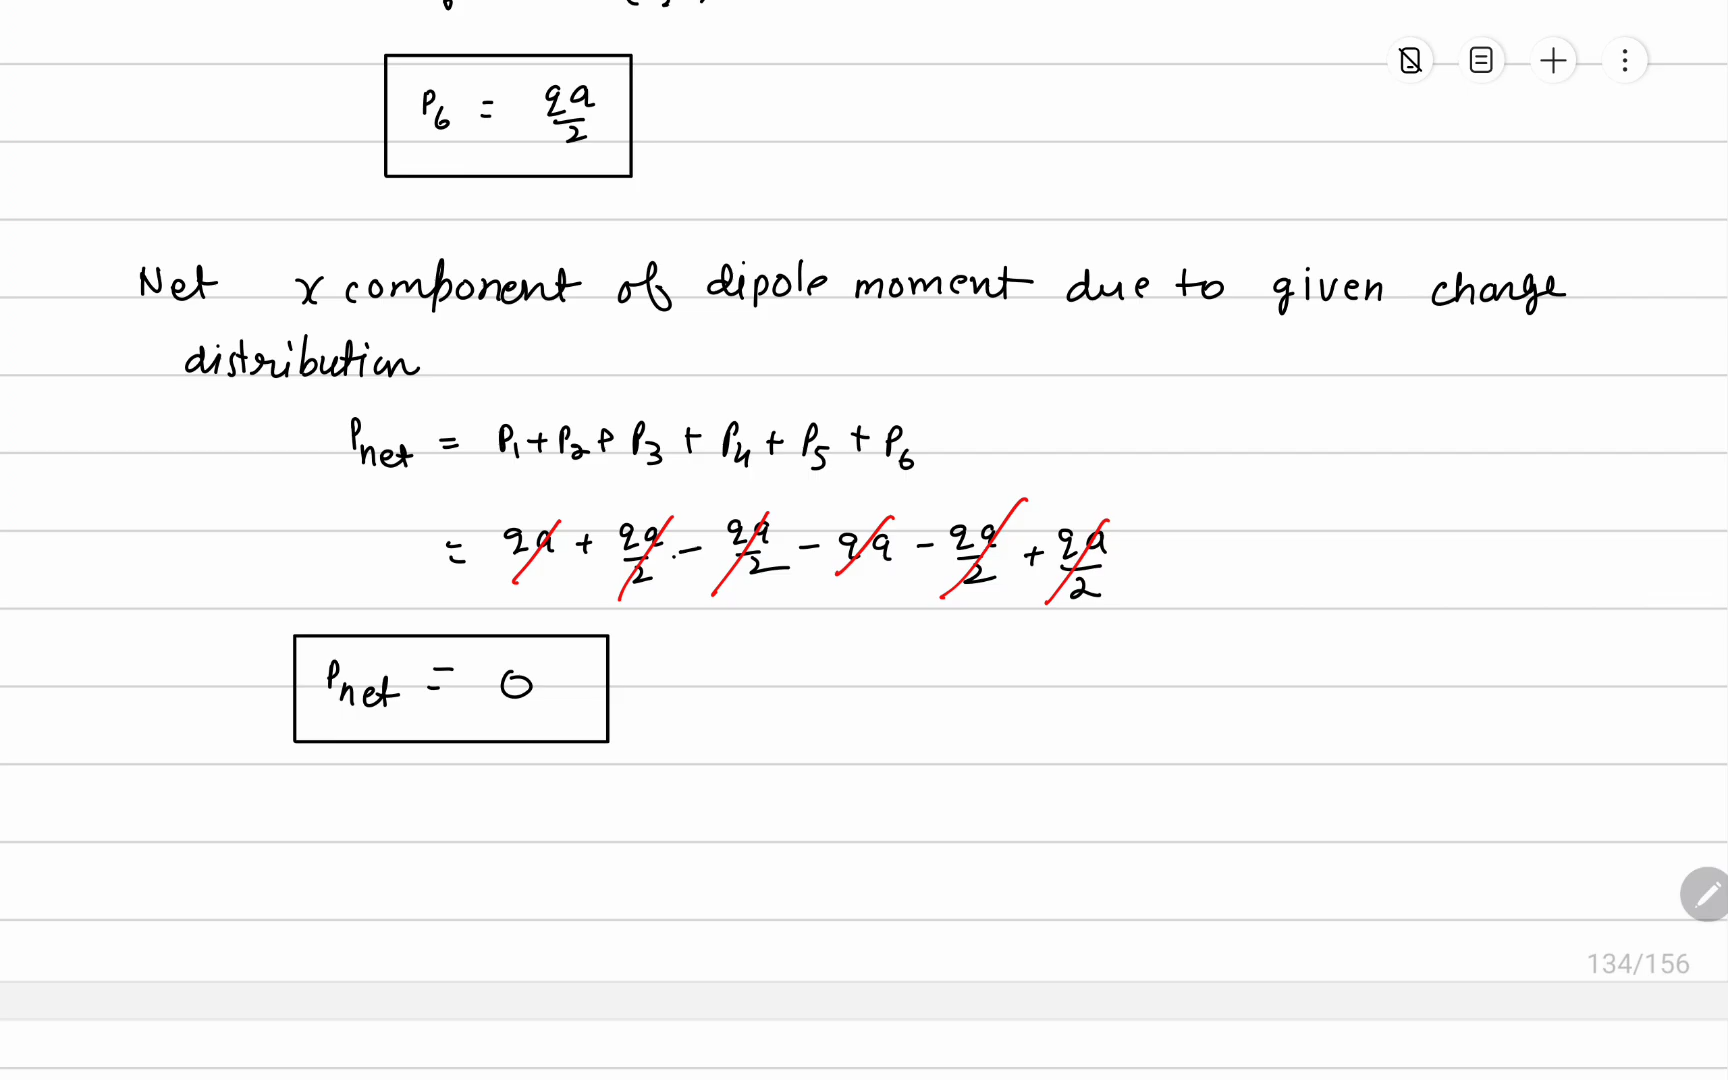 P6 = qa/2
Net x component of dipole moment due to given charge
distribution
Pnet = P1 + P2 + P3 + P4 + P5 + P6
= qa + qa/2 - qa/2 - qa - qa/2 + qa/2
Pnet = 0
134/156